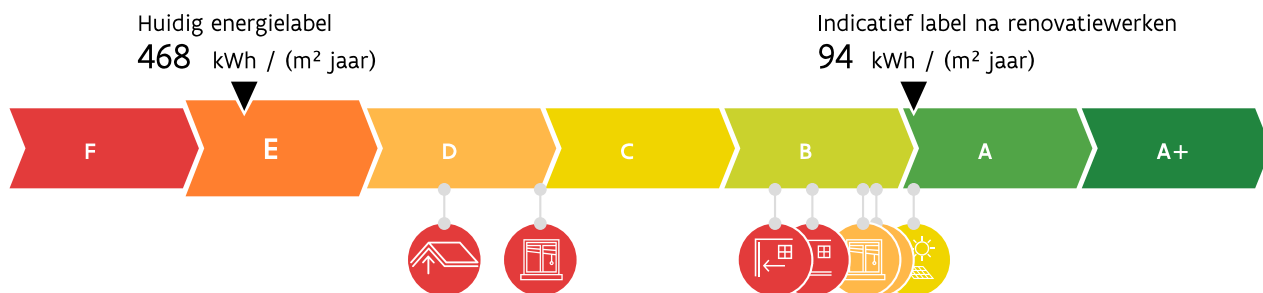 Huidig energielabel
468 kWh / (m² jaar)
Indicatief label na renovatiewerken
94 kWh / (m² jaar)
F E D C B A A+